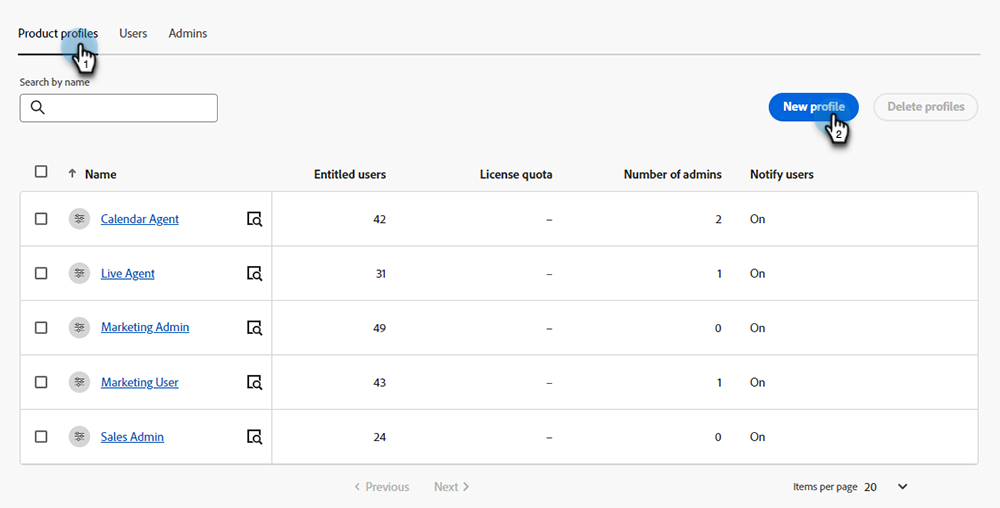 Product profiles Users Admins
1
Search by name
New profile Delete profiles
2
Name Entitled users License quota Number of admins Notify users
Calendar Agent 42 – 2 On
Live Agent 31 – 1 On
Marketing Admin 49 – 0 On
Marketing User 43 – 1 On
Sales Admin 24 – 0 On
Previous Next Items per page 20